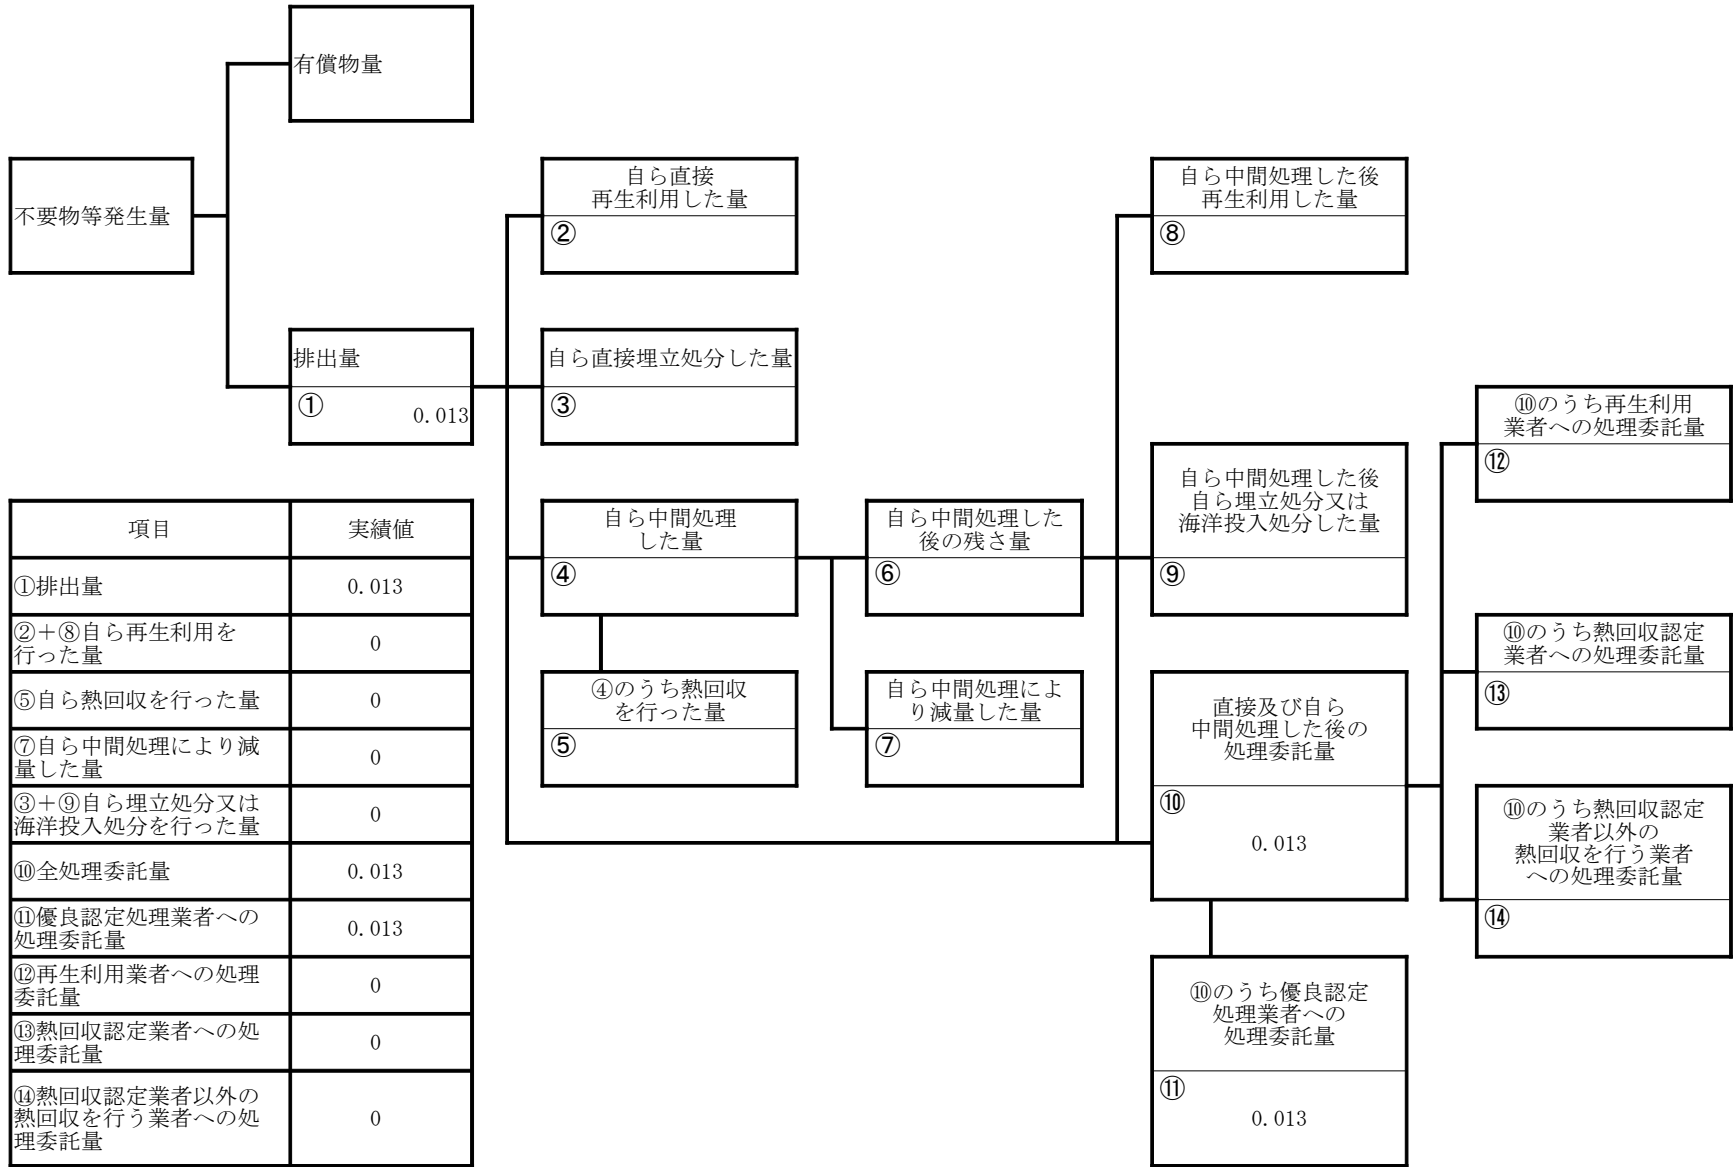 有償物量
不要物等発生量
自ら直接
再生利用した量
②
自ら中間処理した後
再生利用した量
⑧
排出量
①
0.013
自ら直接埋立処分した量
③
⑩のうち再生利用
業者への処理委託量
⑫
自ら中間処理
した量
④
自ら中間処理した
後の残さ量
⑥
自ら中間処理した後
自ら埋立処分又は
海洋投入処分した量
⑨
⑩のうち熱回収認定
業者への処理委託量
⑬
④のうち熱回収
を行った量
⑤
自ら中間処理によ
り減量した量
⑦
直接及び自ら
中間処理した後の
処理委託量
⑩
0.013
⑩のうち熱回収認定
業者以外の
熱回収を行う業者
への処理委託量
⑭
⑩のうち優良認定
処理業者への
処理委託量
⑪
0.013
項目 実績値
①排出量 0.013
②＋⑧自ら再生利用を
行った量 0
⑤自ら熱回収を行った量 0
⑦自ら中間処理により減
量した量 0
③＋⑨自ら埋立処分又は
海洋投入処分を行った量 0
⑩全処理委託量 0.013
⑪優良認定処理業者への
処理委託量 0.013
⑫再生利用業者への処理
委託量 0
⑬熱回収認定業者への処
理委託量 0
⑭熱回収認定業者以外の
熱回収を行う業者への処
理委託量 0